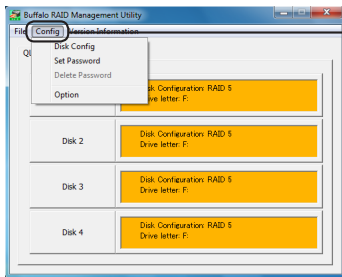 Buffalo RAID Management Utility
File Config Version Information
Disk Config
Set Password
Delete Password
Option
Disk Configuration: RAID 5
Drive letter: F:
Disk 2
Disk Configuration: RAID 5
Drive letter: F:
Disk 3
Disk Configuration: RAID 5
Drive letter: F:
Disk 4
Disk Configuration: RAID 5
Drive letter: F: